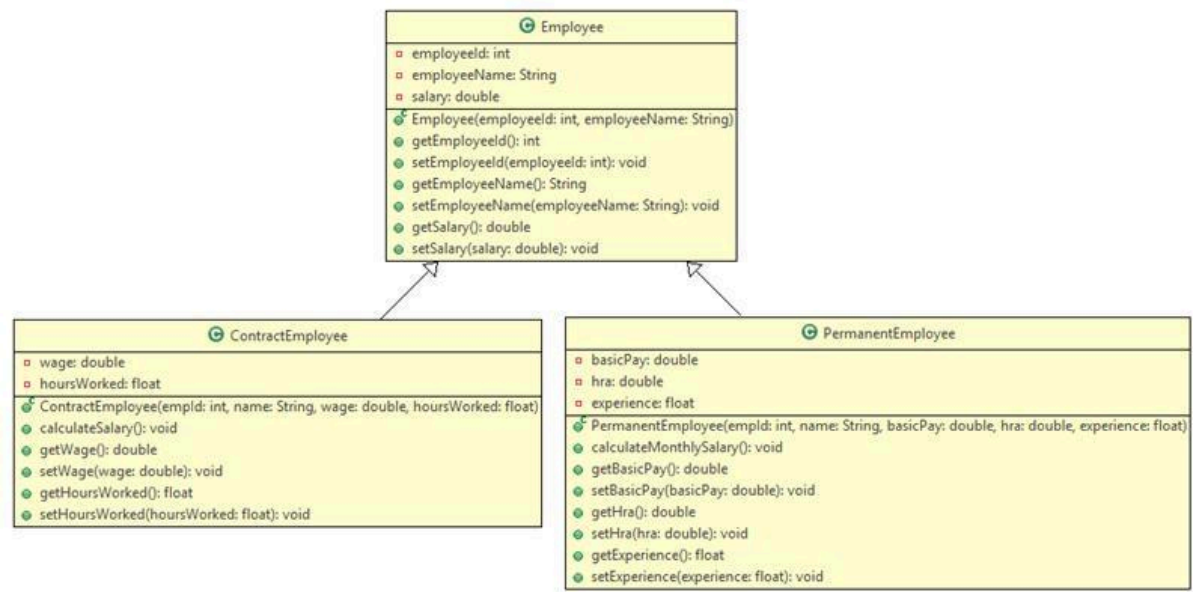 Employee
employeeId: int
employeeName: String
salary: double
Employee(employeeId: int, employeeName: String)
getEmployeeId(): int
setEmployeeId(employeeId: int): void
getEmployeeName(): String
setEmployeeName(employeeName: String): void
getSalary(): double
setSalary(salary: double): void
ContractEmployee
wage: double
hoursWorked: float
ContractEmployee(empId: int, name: String, wage: double, hoursWorked: float)
calculateSalary(): void
getWage(): double
setWage(wage: double): void
getHoursWorked(): float
setHoursWorked(hoursWorked: float): void
PermanentEmployee
basicPay: double
hra: double
experience: float
PermanentEmployee(empId: int, name: String, basicPay: double, hra: double, experience: float)
calculateMonthlySalary(): void
getBasicPay(): double
setBasicPay(basicPay: double): void
getHra(): double
setHra(hra: double): void
getExperience(): float
setExperience(experience: float): void